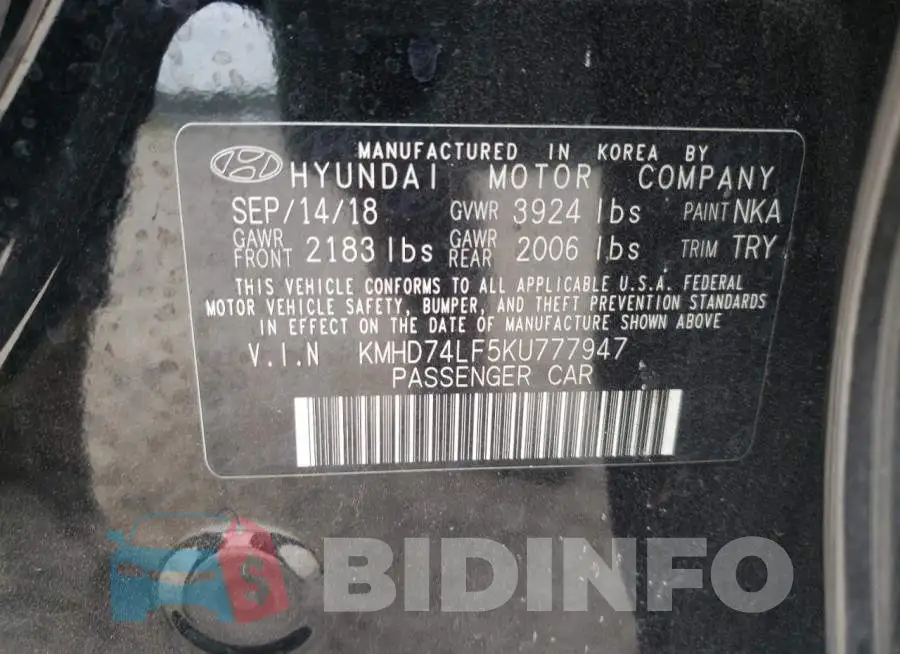 MANUFACTURED IN KOREA BY
HYUNDAI MOTOR COMPANY
SEP/14/18 GVWR 3924 lbs PAINT NKA
GAWR FRONT 2183 lbs GAWR REAR 2006 lbs TRIM TRY
THIS VEHICLE CONFORMS TO ALL APPLICABLE U.S.A. FEDERAL
MOTOR VEHICLE SAFETY, BUMPER, AND THEFT PREVENTION STANDARDS
IN EFFECT ON THE DATE OF MANUFACTURE SHOWN ABOVE
V.I.N KMHD74LF5KU777947
PASSENGER CAR
$ BIDINFO